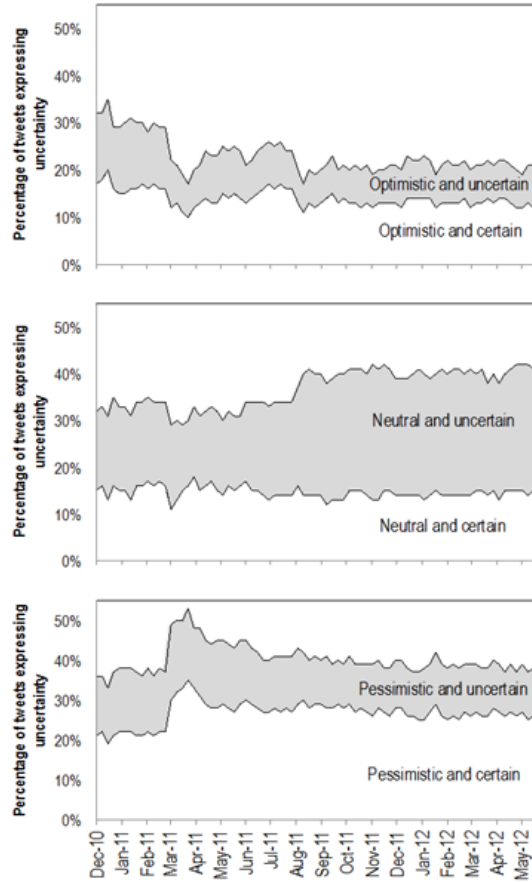 Percentage of tweets expressing
uncertainty
50%
40%
30%
20%
10%
0%
Optimistic and uncertain
Optimistic and certain
Percentage of tweets expressing
uncertainty
50%
40%
30%
20%
10%
0%
Neutral and uncertain
Neutral and certain
Percentage of tweets expressing
uncertainty
50%
40%
30%
20%
10%
0%
Pessimistic and uncertain
Pessimistic and certain
Dec-10
Jan-11
Feb-11
Mar-11
Apr-11
May-11
Jun-11
Jul-11
Aug-11
Sep-11
Oct-11
Nov-11
Dec-11
Jan-12
Feb-12
Mar-12
Apr-12
May-12